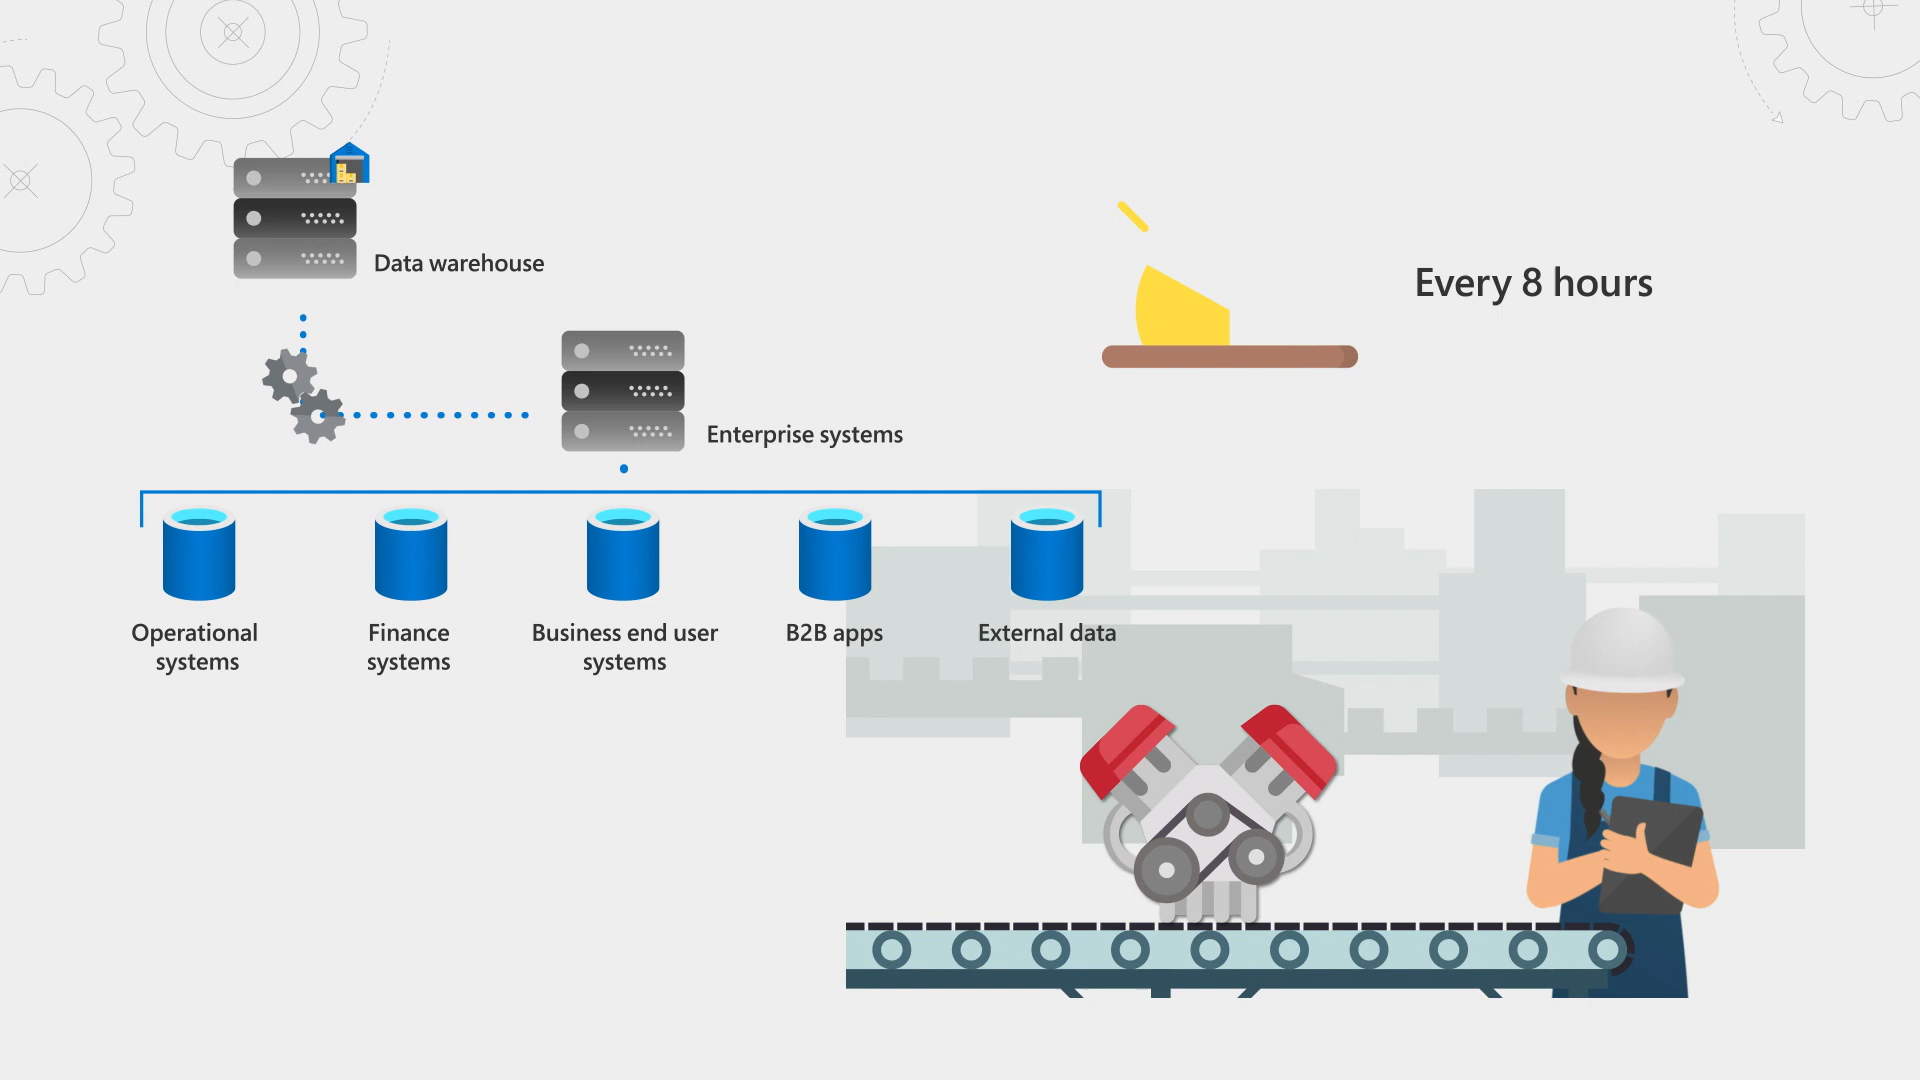 Data warehouse
Every 8 hours
Enterprise systems
Operational
systems
Finance
systems
Business end user
systems
B2B apps
External data